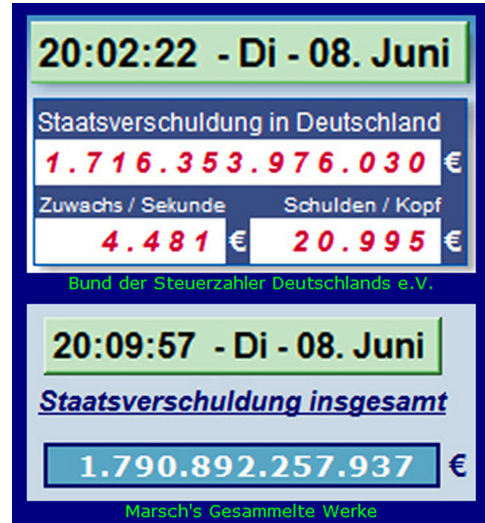 20:02:22 - Di - 08. Juni
Staatsverschuldung in Deutschland
1.716.353.976.030 €
Zuwachs / Sekunde Schulden / Kopf
4.481 € 20.995 €
Bund der Steuerzahler Deutschlands e.V.
20:09:57 - Di - 08. Juni
Staatsverschuldung insgesamt
1.790.892.257.937 €
Marsch's Gesammelte Werke